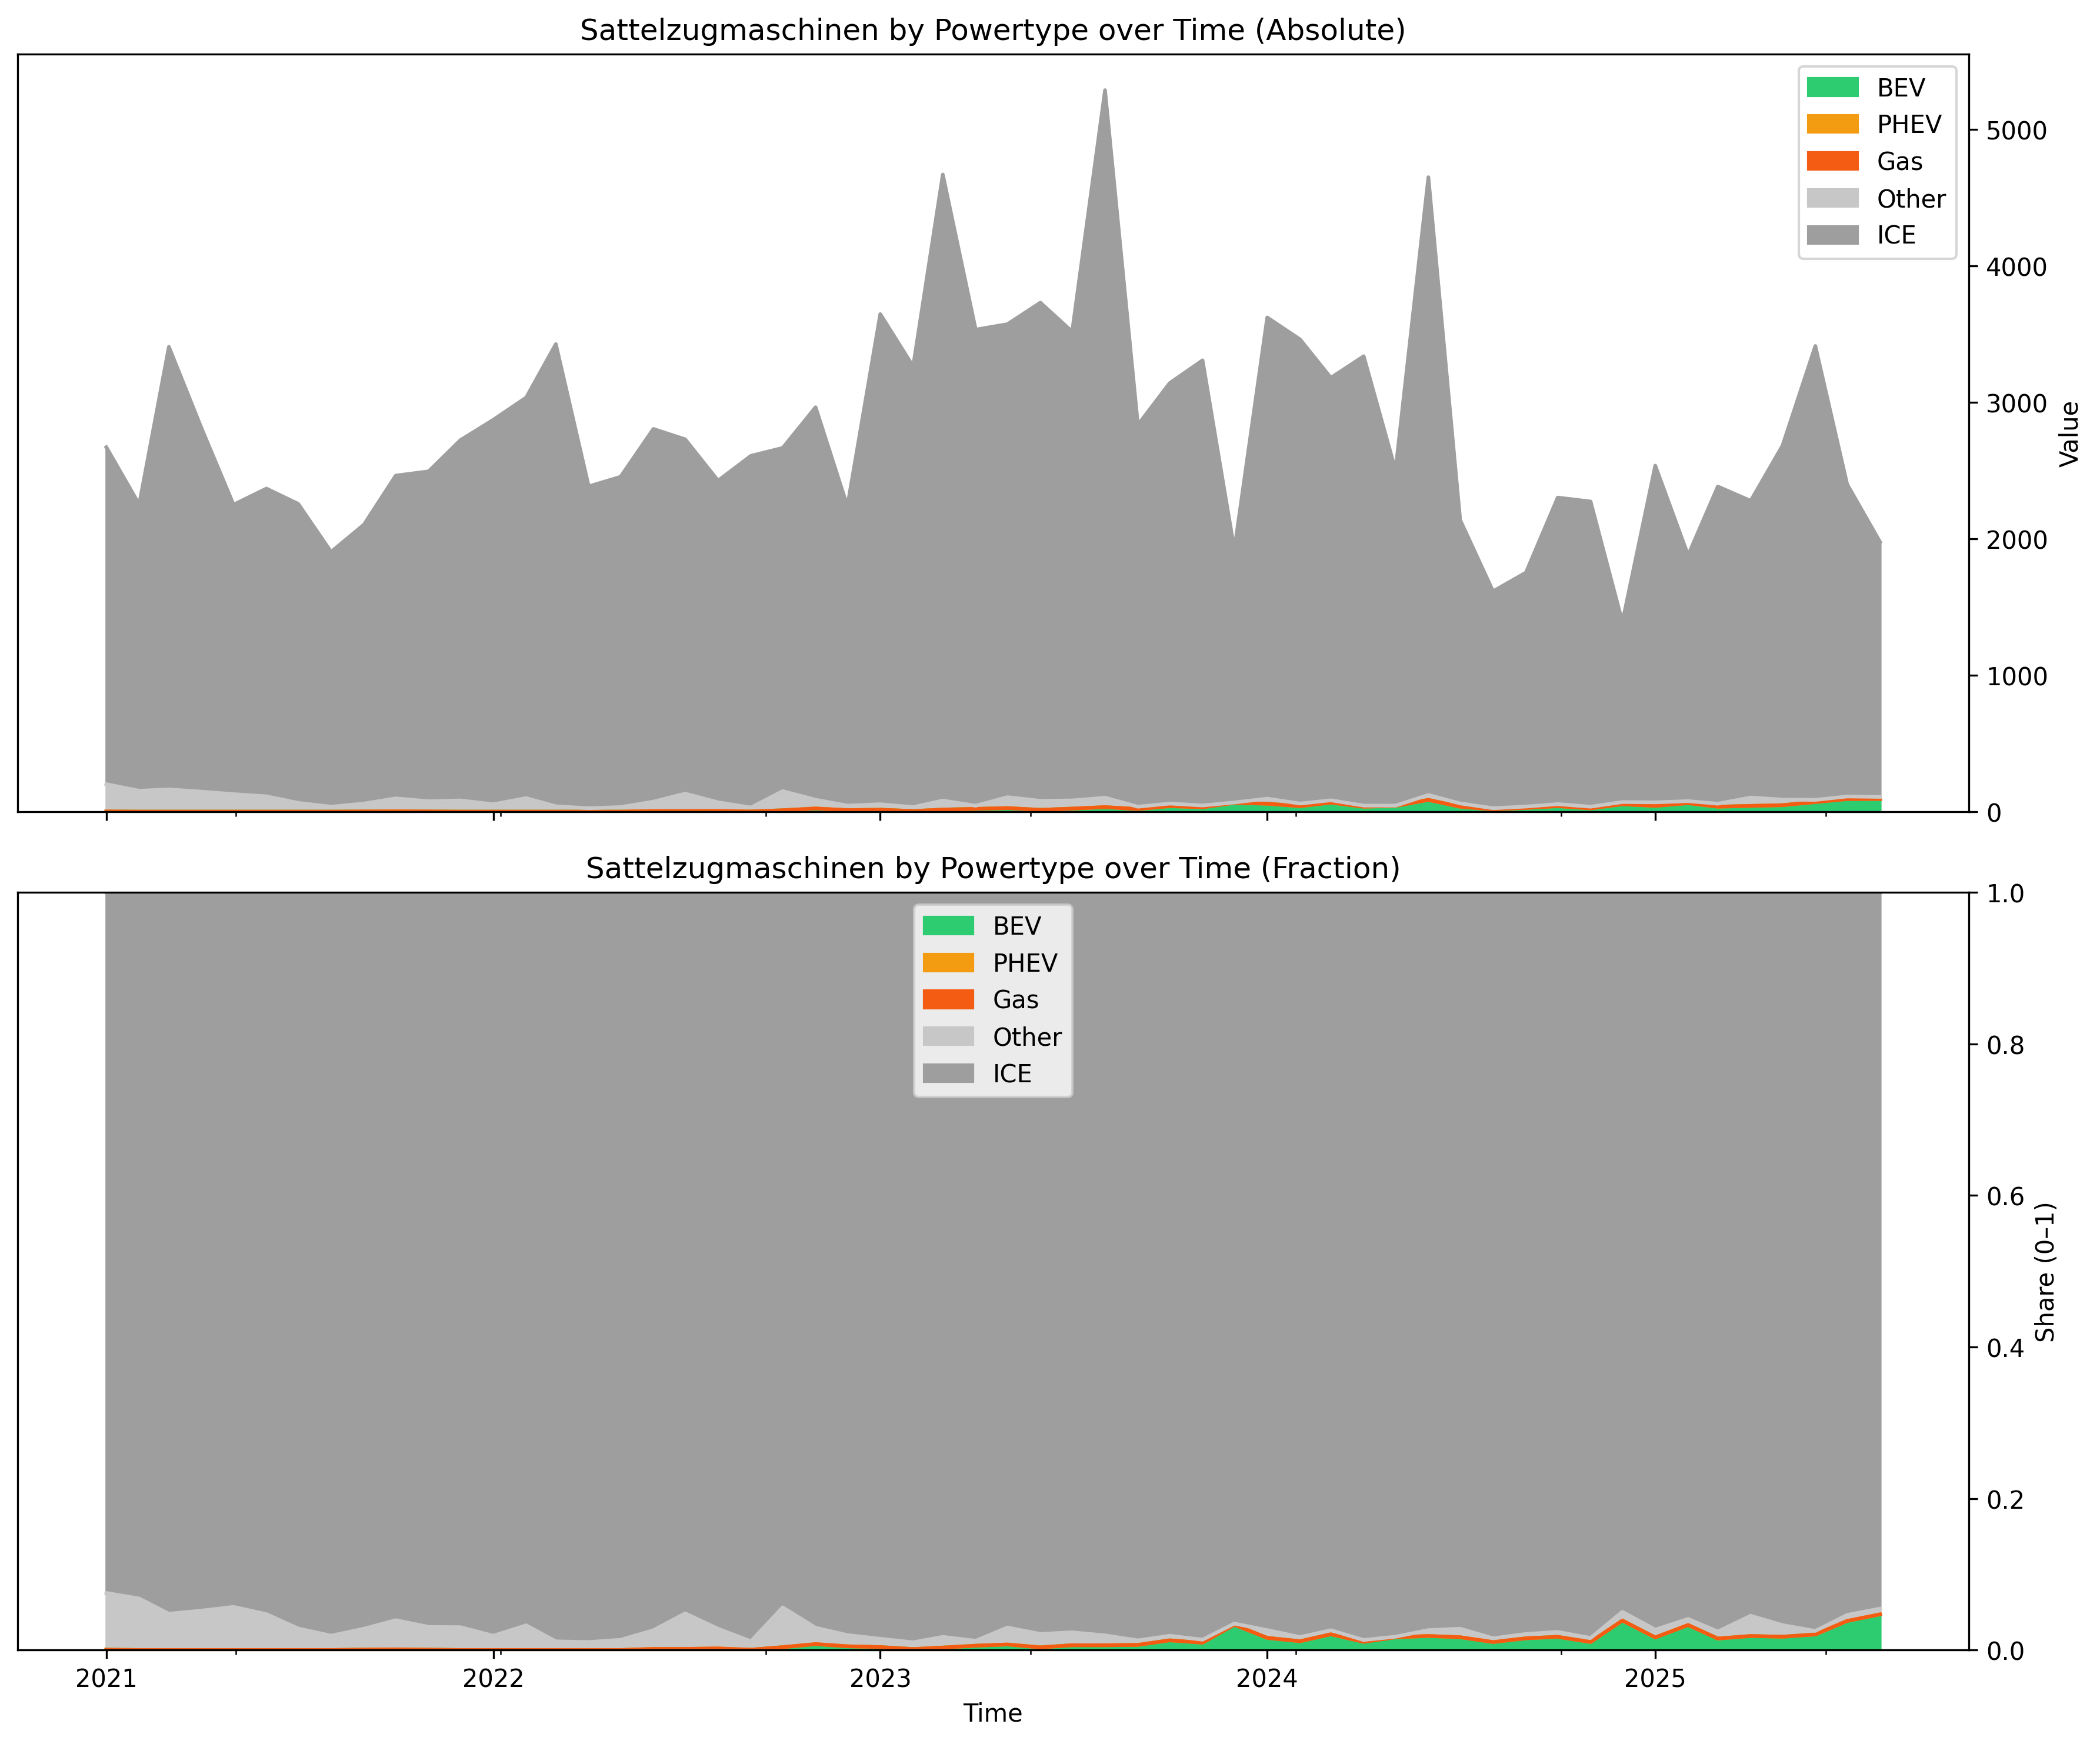 Sattelzugmaschinen by Powertype over Time (Absolute)
BEV
PHEV
Gas
Other
ICE
5000
4000
3000
2000
1000
0
Value
Sattelzugmaschinen by Powertype over Time (Fraction)
BEV
PHEV
Gas
Other
ICE
1.0
0.8
0.6
0.4
0.2
0.0
Share (0–1)
2021 2022 2023 2024 2025
Time